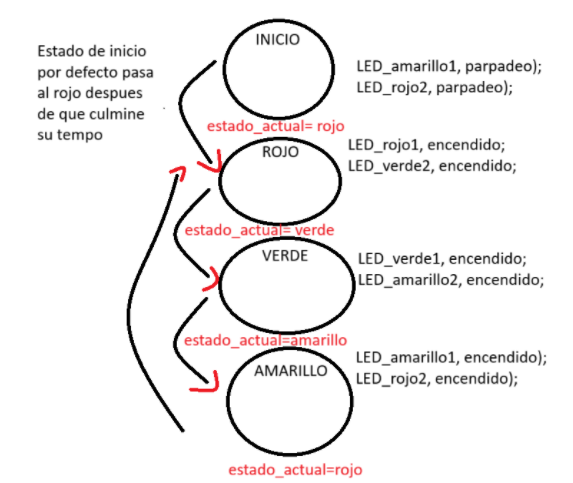 INICIO
Estado de inicio
por defecto pasa
al rojo despues
de que culmine
su tempo
LED_amarillo1, parpadeo);
LED_rojo2, parpadeo);
estado_actual= rojo
ROJO
LED_rojo1, encendido;
LED_verde2, encendido;
estado_actual= verde
VERDE
LED_verde1, encendido;
LED_amarillo2, encendido;
estado_actual=amarillo
AMARILLO
LED_amarillo1, encendido);
LED_rojo2, encendido);
estado_actual=rojo